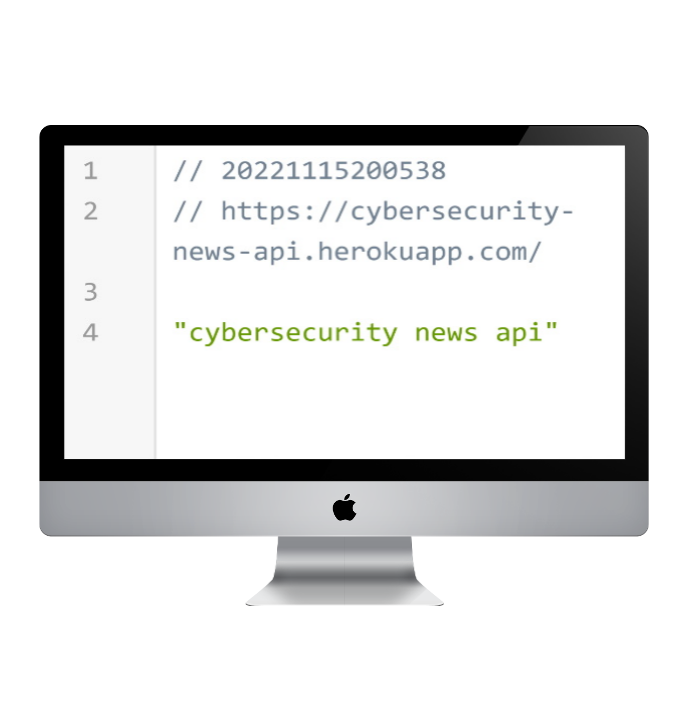 1 // 20221115200538
2 // https://cybersecurity-
news-api.herokuapp.com/
3
4 "cybersecurity news api"